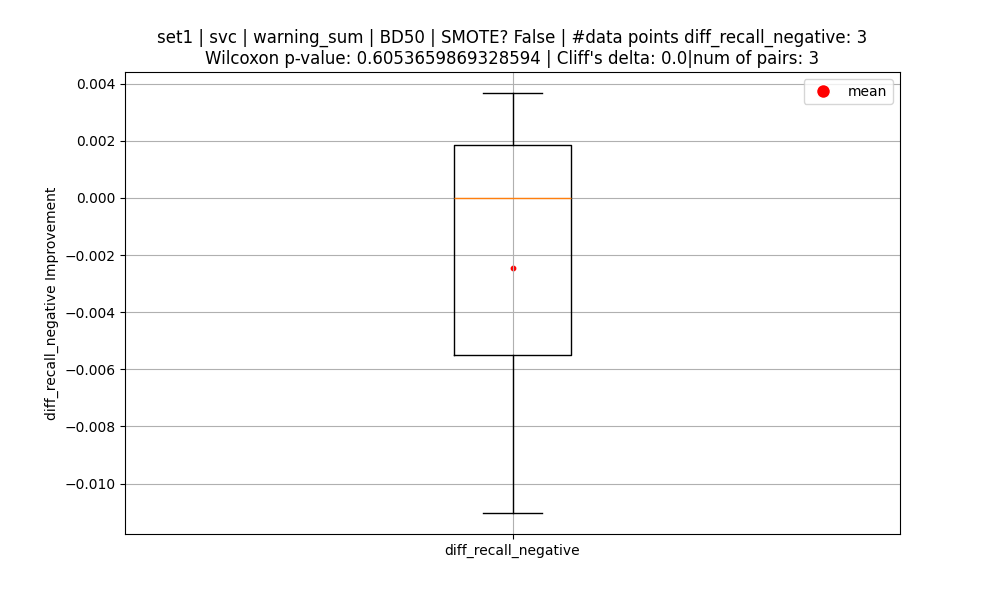 set1 | svc | warning_sum | BD50 | SMOTE? False | #data points diff_recall_negative: 3
Wilcoxon p-value: 0.6053659869328594 | Cliff's delta: 0.0|num of pairs: 3
mean
0.004
0.002
0.000
−0.002
−0.004
−0.006
−0.008
−0.010
diff_recall_negative Improvement
diff_recall_negative